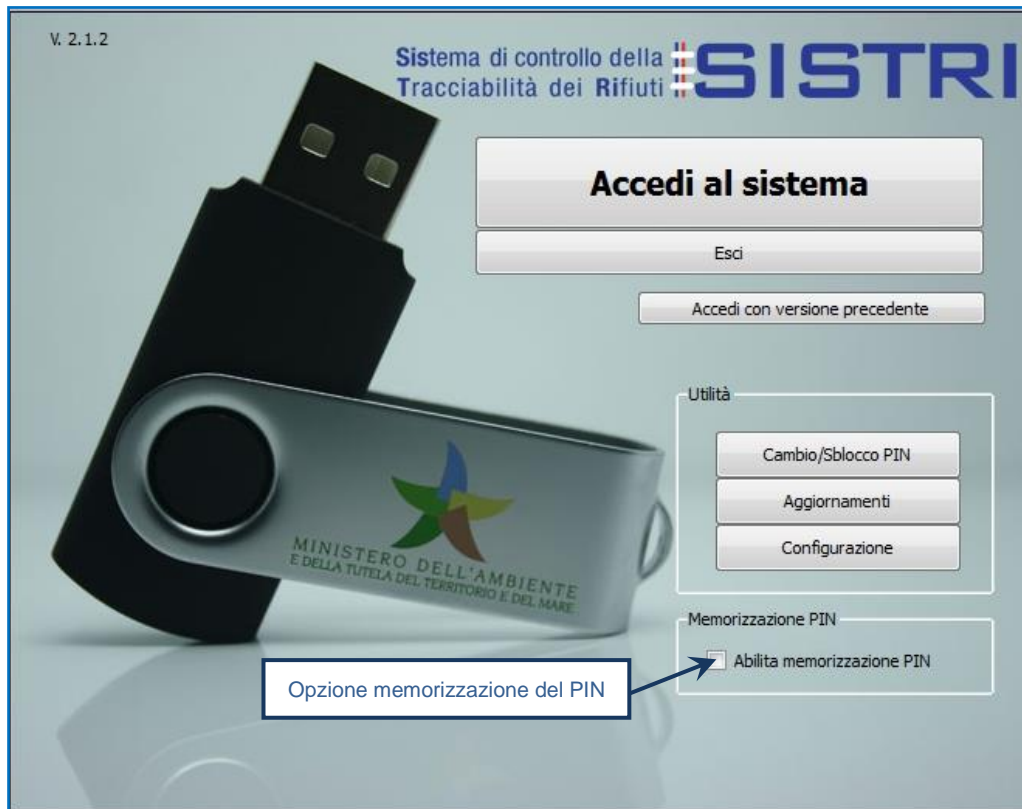 V. 2.1.2
Sistema di controllo della
Tracciabilità dei Rifiuti
SISTRI
Accedi al sistema
Esci
Accedi con versione precedente
Utilità
Cambio/Sblocco PIN
Aggiornamenti
Configurazione
MINISTERO DELL'AMBIENTE
E DELLA TUTELA DEL TERRITORIO E DEL MARE
Memorizzazione PIN
Abilita memorizzazione PIN
Opzione memorizzazione del PIN